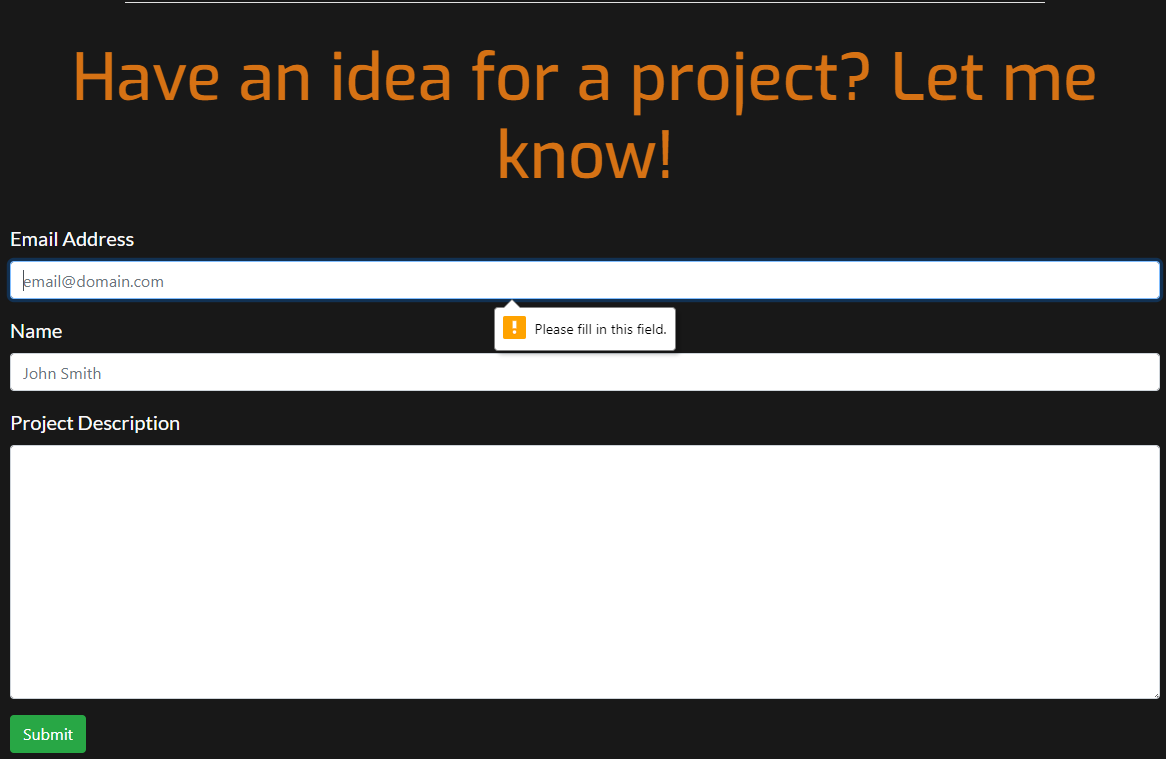 Have an idea for a project? Let me
know!
Email Address
email@domain.com
Please fill in this field.
Name
John Smith
Project Description
Submit